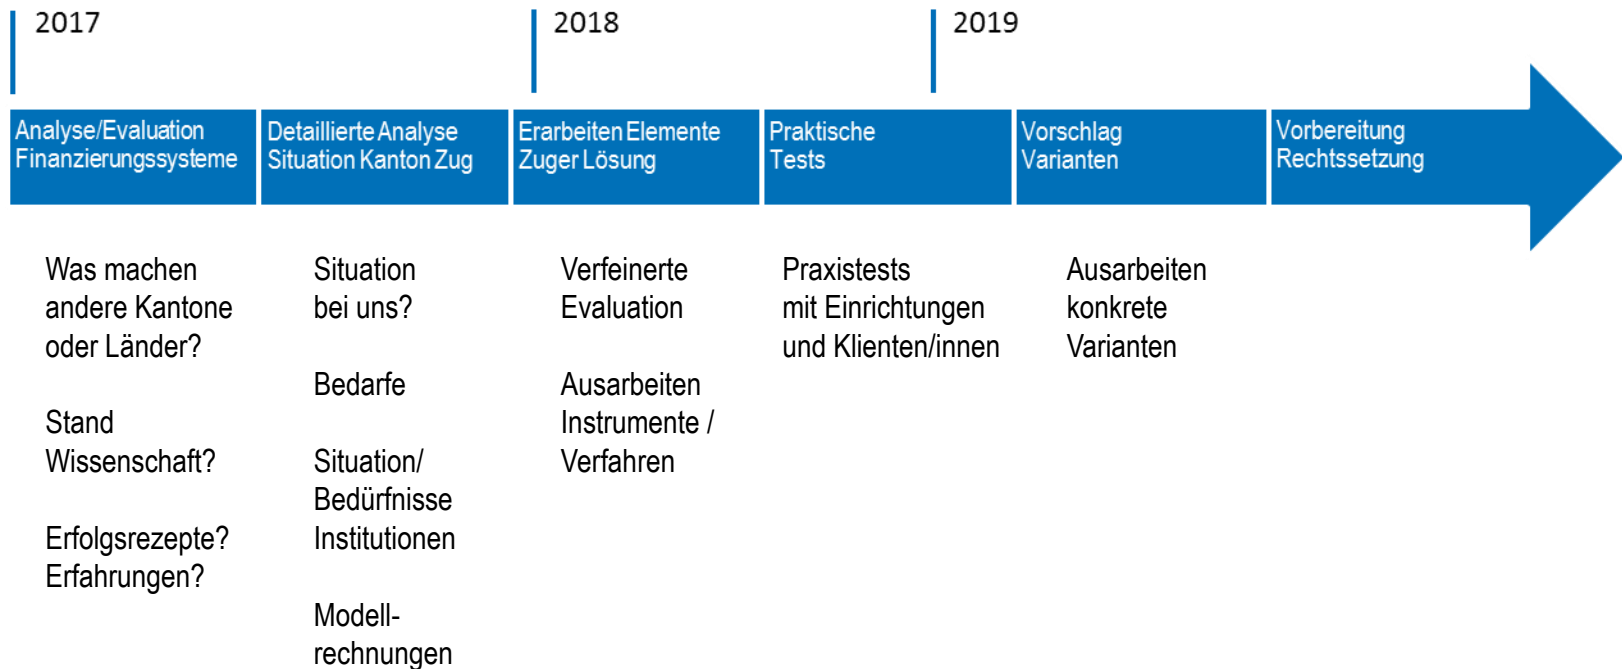 2017
2018
2019
Analyse/Evaluation
Finanzierungssysteme
Detaillierte Analyse
Situation Kanton Zug
Erarbeiten Elemente
Zuger Lösung
Praktische
Tests
Vorschlag
Varianten
Vorbereitung
Rechtssetzung
Was machen
andere Kantone
oder Länder?
Stand
Wissenschaft?
Erfolgsrezepte?
Erfahrungen?
Situation
bei uns?
Bedarfe
Situation/
Bedürfnisse
Institutionen
Modell-
rechnungen
Verfeinerte
Evaluation
Ausarbeiten
Instrumente /
Verfahren
Praxistests
mit Einrichtungen
und Klienten/innen
Ausarbeiten
konkrete
Varianten